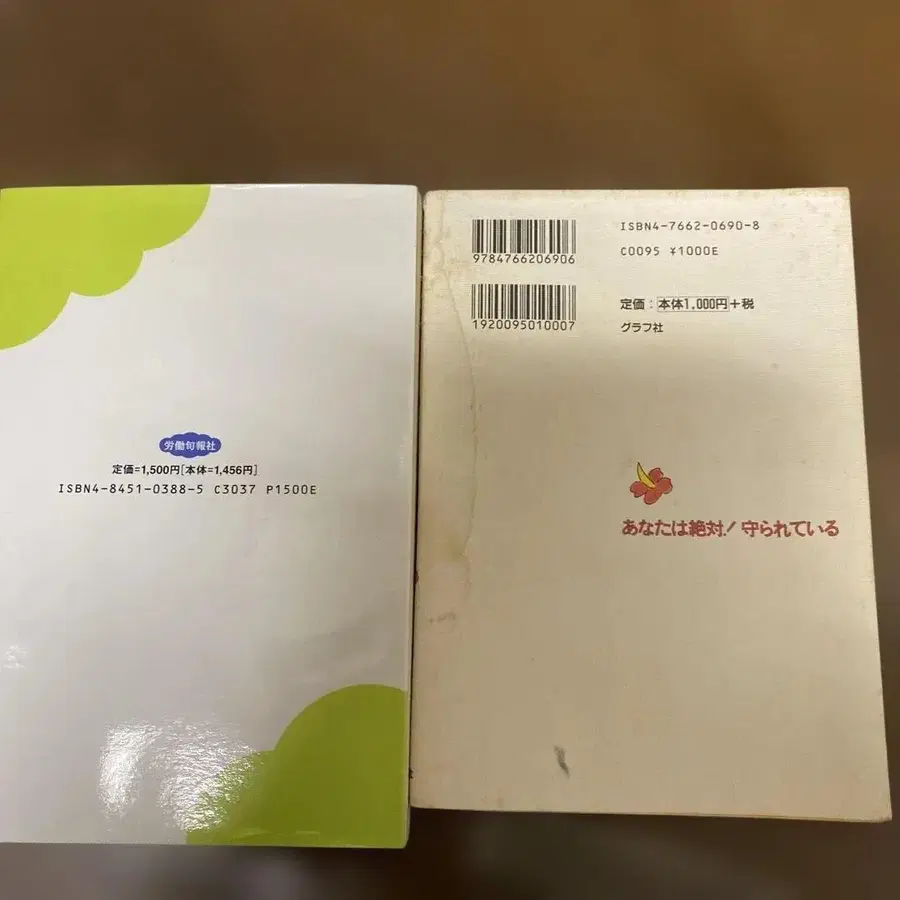 労働旬報社
定価=1,500円[本体=1,456円]
ISBN4-8451-0388-5 C3037 P1500E
9784766206906
ISBN4-7662-0690-8
C0095 ¥1000E
1920095010007
定価：本体1,000円+税
グラフ社
あなたは絶対！守られている